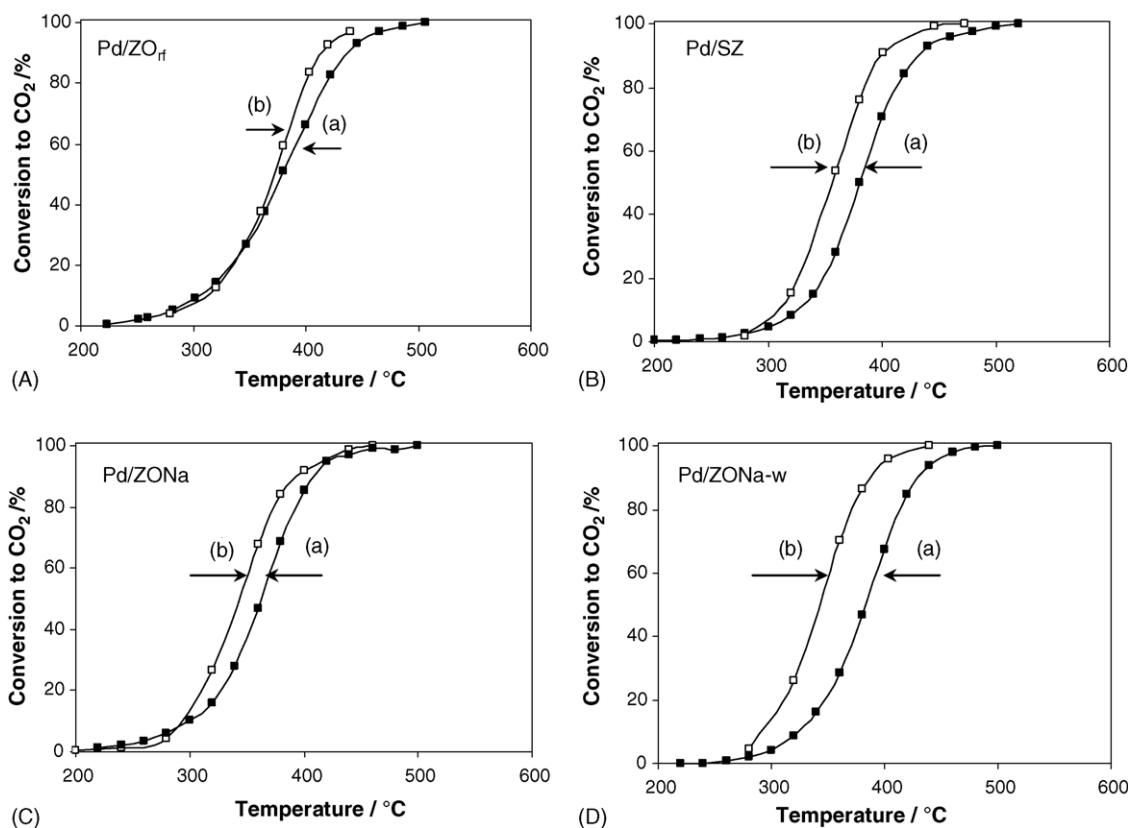 100
80
60
40
20
0
Conversion to CO₂ /%
Pd/ZO_rf
(b)
(a)
200
300
400
500
600
Temperature / °C
(A)
100
80
60
40
20
0
Conversion to CO₂ /%
Pd/SZ
(b)
(a)
200
300
400
500
600
Temperature / °C
(B)
100
80
60
40
20
0
Conversion to CO₂ /%
Pd/ZONa
(b)
(a)
200
300
400
500
600
Temperature / °C
(C)
100
80
60
40
20
0
Conversion to CO₂ /%
Pd/ZONa-w
(b)
(a)
200
300
400
500
600
Temperature / °C
(D)